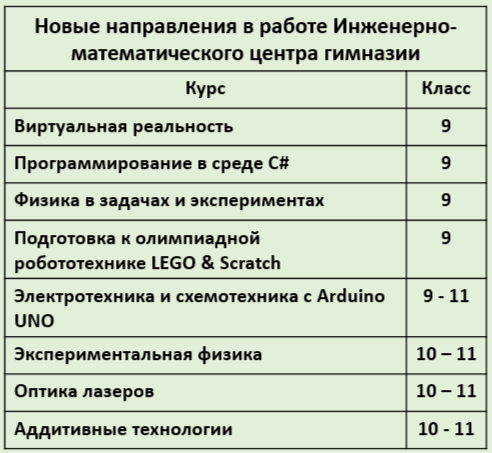 Новые направления в работе Инженерно-
математического центра гимназии
Курс Класс
Виртуальная реальность 9
Программирование в среде C# 9
Физика в задачах и экспериментах 9
Подготовка к олимпиадной 9
робототехнике LEGO & Scratch
Электротехника и схемотехника с Arduino 9 - 11
UNO
Экспериментальная физика 10 – 11
Оптика лазеров 10 – 11
Аддитивные технологии 10 - 11